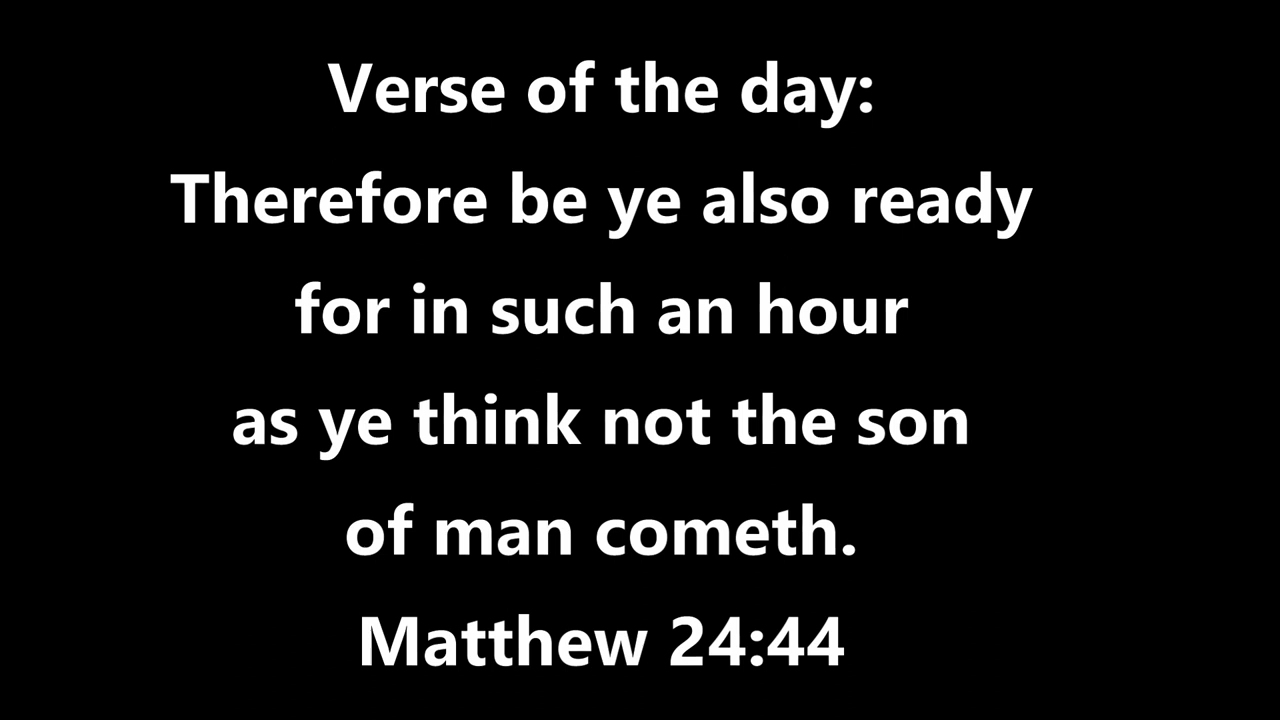 Verse of the day:
Therefore be ye also ready
for in such an hour
as ye think not the son
of man cometh.
Matthew 24:44